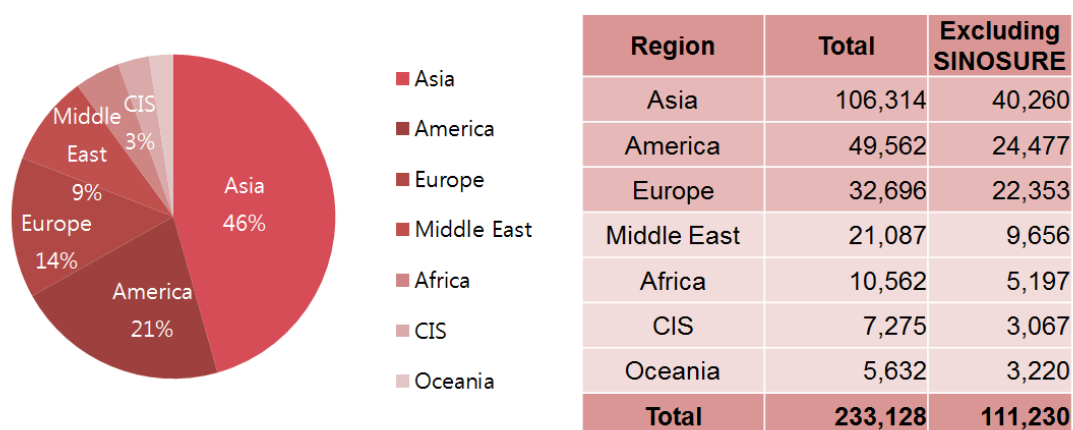 CIS
3%
Middle
East
9%
Europe
14%
America
21%
Asia
46%
Asia
America
Europe
Middle East
Africa
CIS
Oceania
Region Total Excluding SINOSURE
Asia 106,314 40,260
America 49,562 24,477
Europe 32,696 22,353
Middle East 21,087 9,656
Africa 10,562 5,197
CIS 7,275 3,067
Oceania 5,632 3,220
Total 233,128 111,230